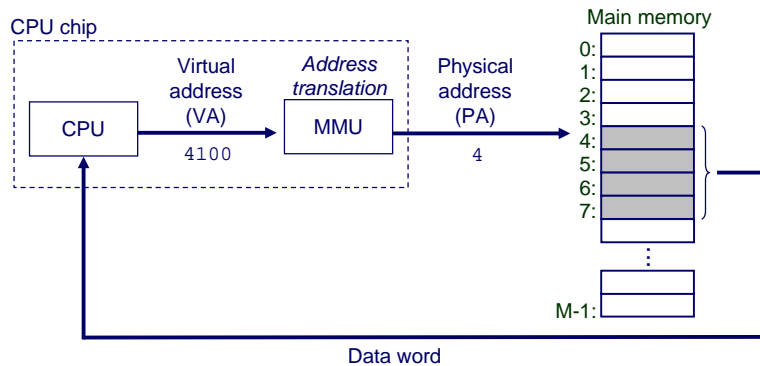 Main memory
CPU chip
Virtual
address
(VA)
Address
translation
Physical
address
(PA)
CPU
MMU
4100
4
0:
1:
2:
3:
4:
5:
6:
7:
...
M-1:
Data word